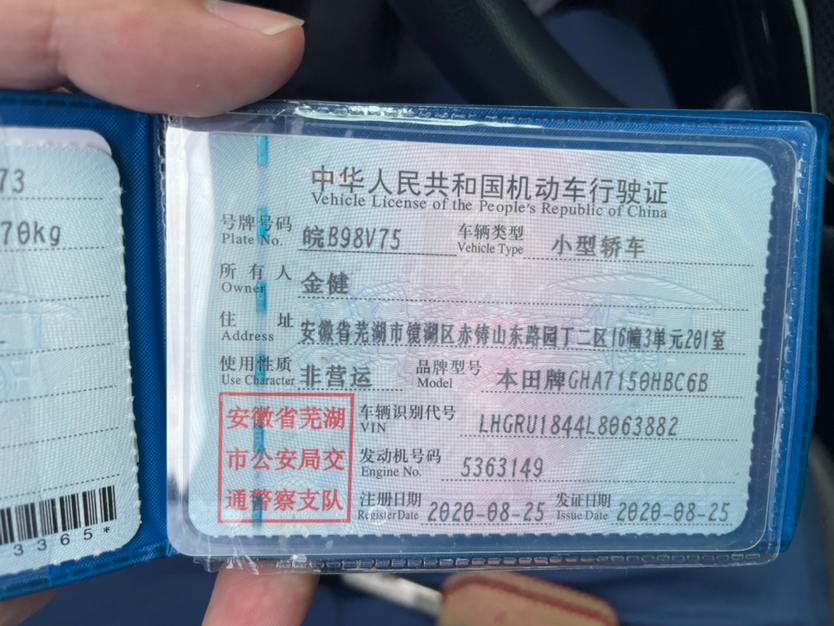 73
70kg
3365*
中华人民共和国机动车行驶证
Vehicle License of the People's Republic of China
号牌号码 皖B98V75 车辆类型 小型轿车
Plate No. Vehicle Type
所有人 金健
Owner
住址 安徽省芜湖市镜湖区赤铸山东路园丁二区16幢3单元201室
Address
使用性质 非营运 品牌型号 本田牌GHA7150HBC6B
Use Character Model
安徽省芜湖
市公安局交
通警察支队
车辆识别代号 LHGRU1844L8063882
VIN
发动机号码 5363149
Engine No.
注册日期 2020-08-25 发证日期 2020-08-25
Register Date Issue Date